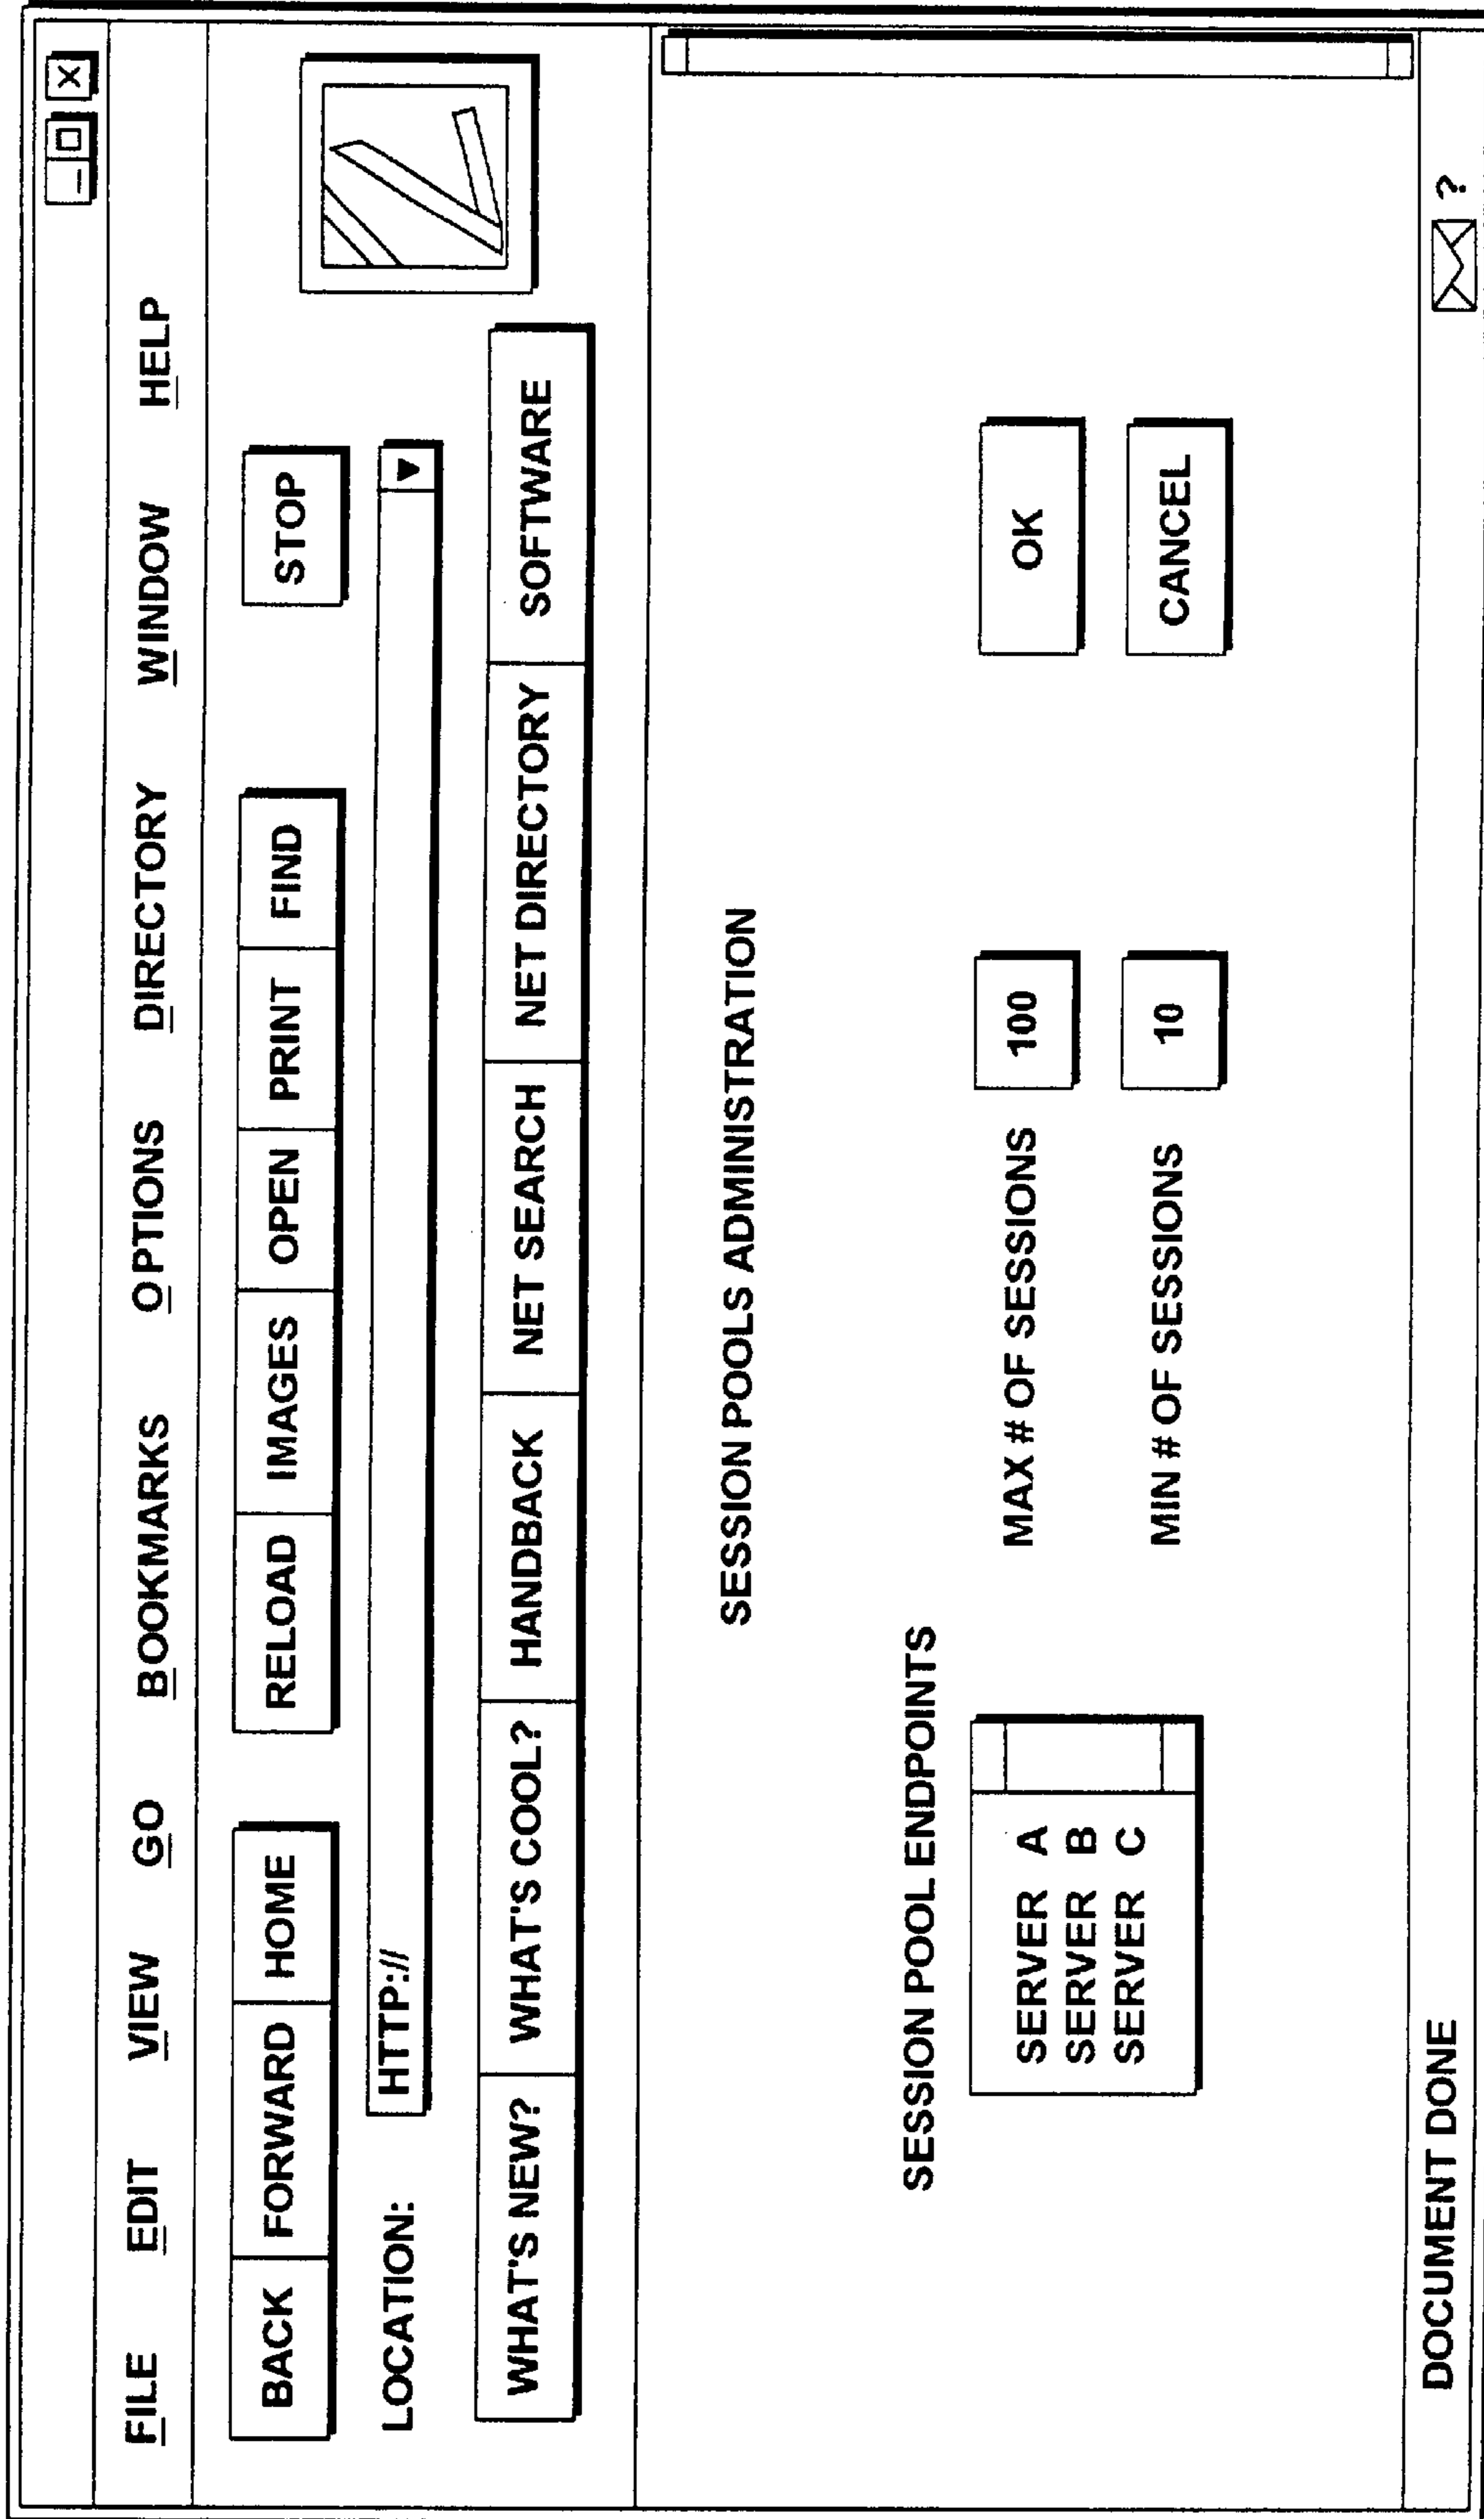 FILE EDIT VIEW GO BOOKMARKS OPTIONS DIRECTORY WINDOW HELP
BACK FORWARD HOME RELOAD IMAGES OPEN PRINT FIND STOP
LOCATION: HTTP://
WHAT'S NEW? WHAT'S COOL? HANDBACK NET SEARCH NET DIRECTORY SOFTWARE
SESSION POOLS ADMINISTRATION
SESSION POOL ENDPOINTS
SERVER A
SERVER B
SERVER C
MAX # OF SESSIONS 100
MIN # OF SESSIONS 10
OK
CANCEL
DOCUMENT DONE ?